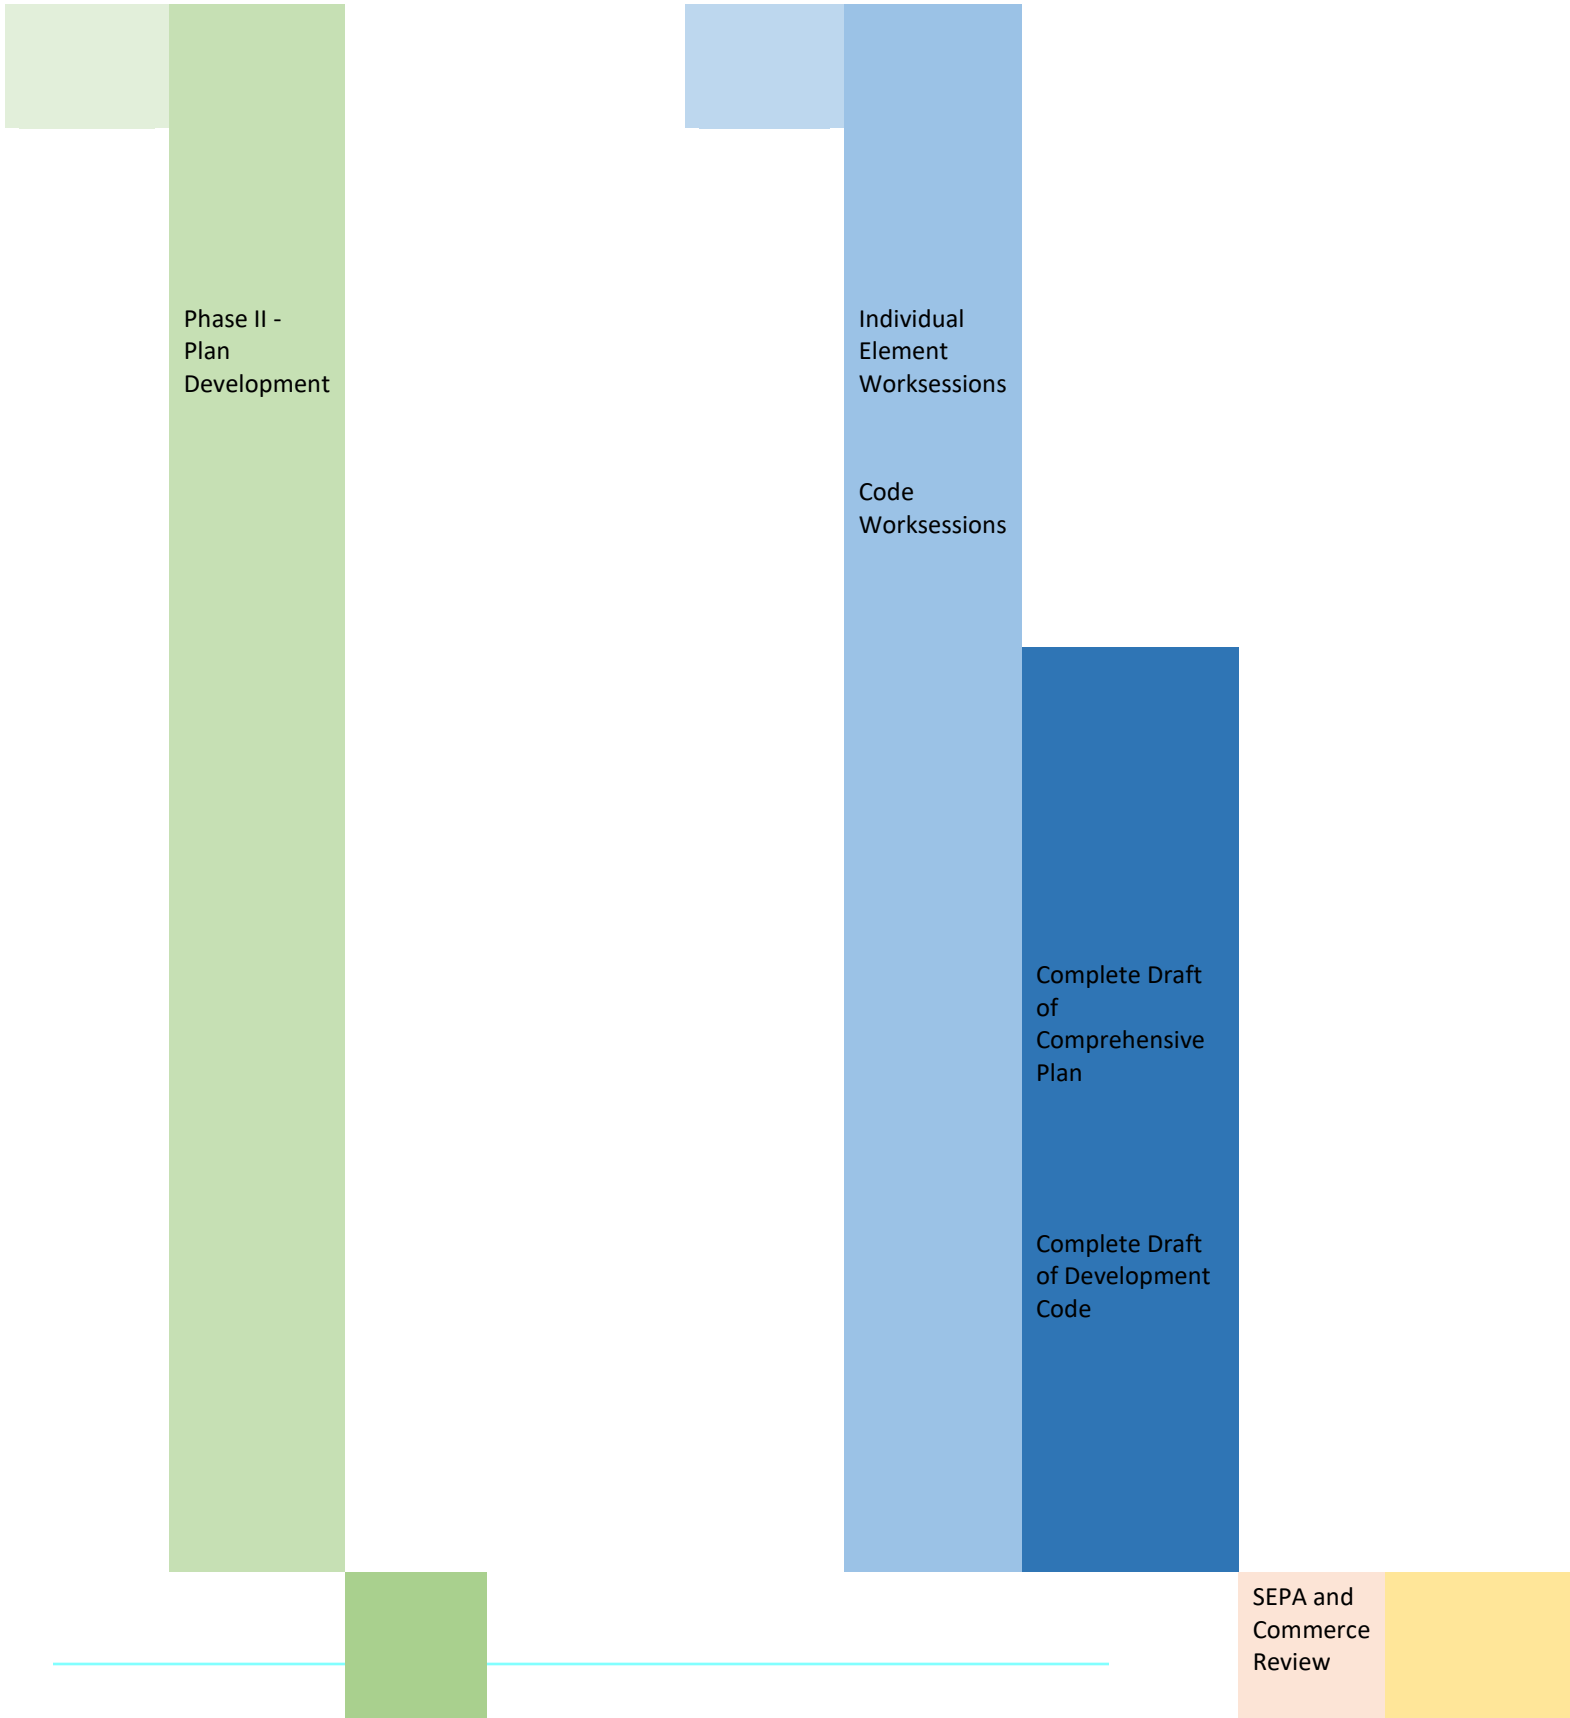 Phase II -
Plan
Development
Individual
Element
Worksessions
Code
Worksessions
Complete Draft
of
Comprehensive
Plan
Complete Draft
of Development
Code
SEPA and
Commerce
Review